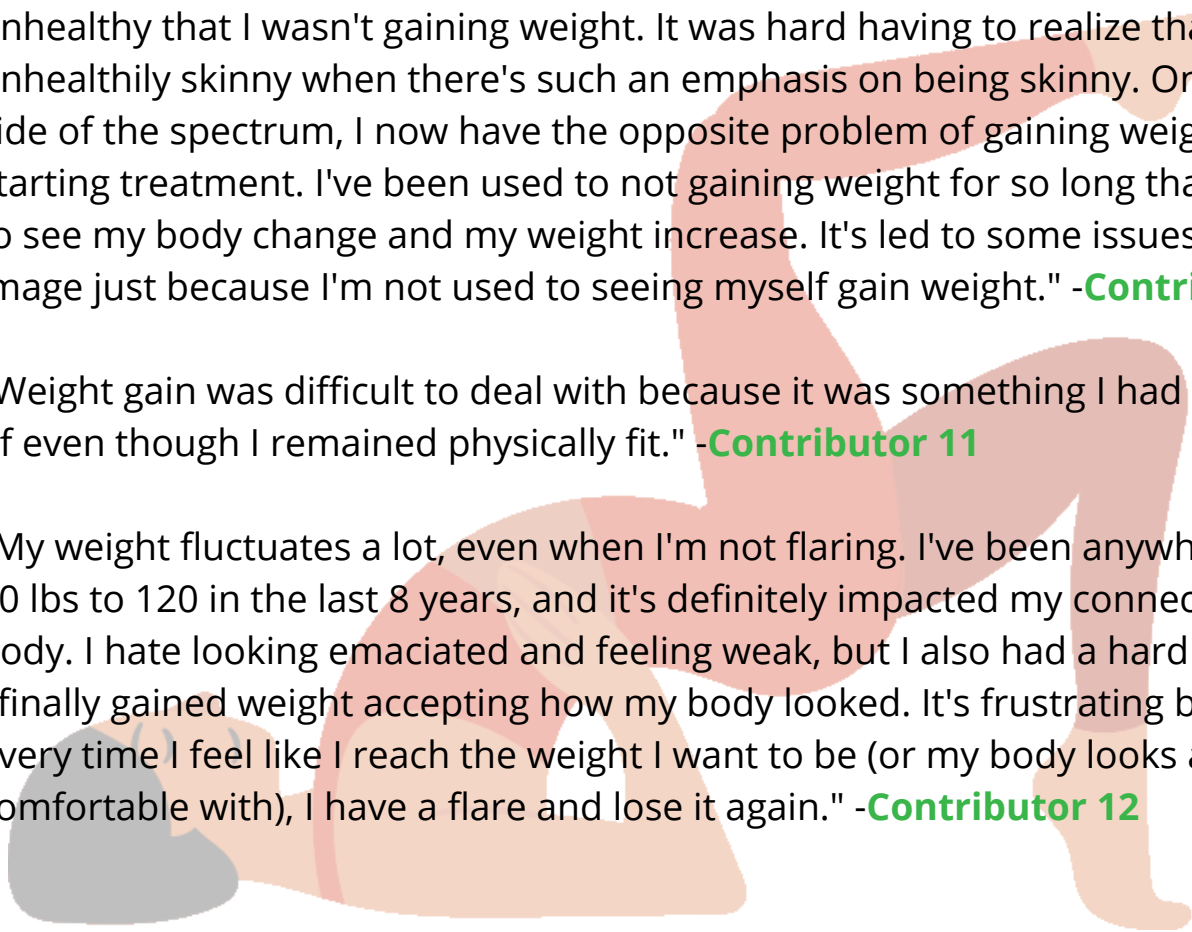 nhealthy that I wasn't gaining weight. It was hard having to realize tha
nhealthily skinny when there's such an emphasis on being skinny. On
ide of the spectrum, I now have the opposite problem of gaining weig
tarting treatment. I've been used to not gaining weight for so long tha
o see my body change and my weight increase. It's led to some issues
mage just because I'm not used to seeing myself gain weight." -Contri
Weight gain was difficult to deal with because it was something I had
f even though I remained physically fit." -Contributor 11
My weight fluctuates a lot, even when I'm not flaring. I've been anywh
0 lbs to 120 in the last 8 years, and it's definitely impacted my connec
ody. I hate looking emaciated and feeling weak, but I also had a hard
finally gained weight accepting how my body looked. It's frustrating b
very time I feel like I reach the weight I want to be (or my body looks a
omfortable with), I have a flare and lose it again." -Contributor 12